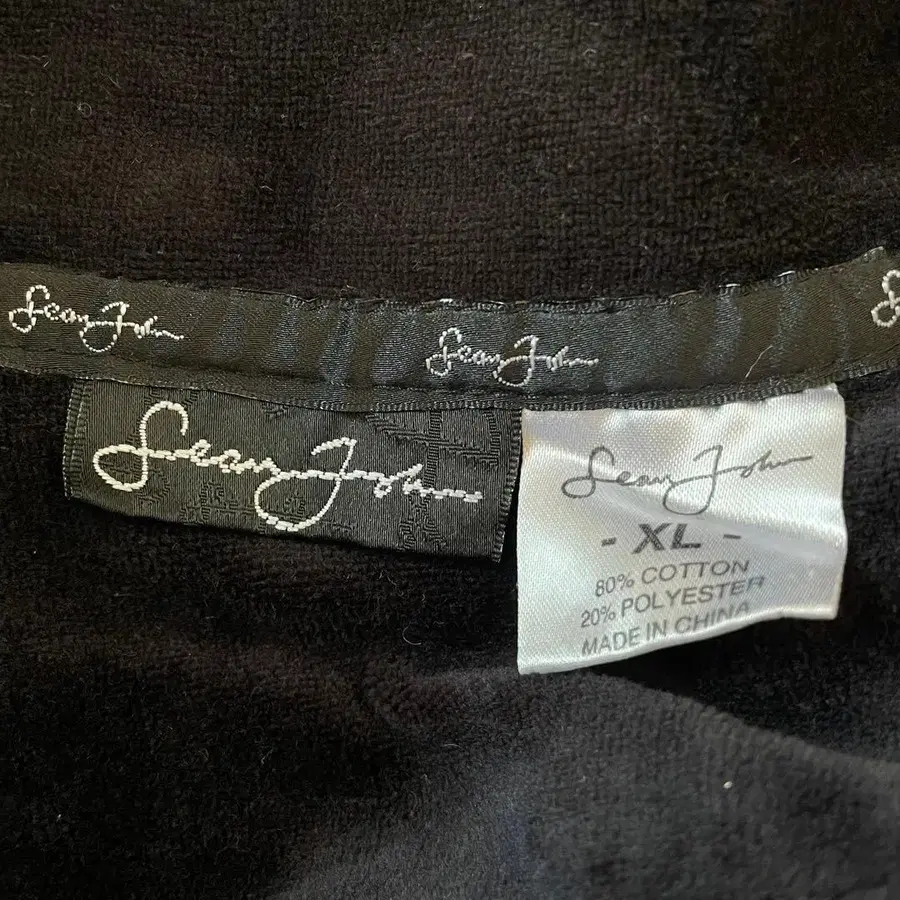 Sean John
Sean John
Sean John
Sean John
- XL -
80% COTTON
20% POLYESTER
MADE IN CHINA